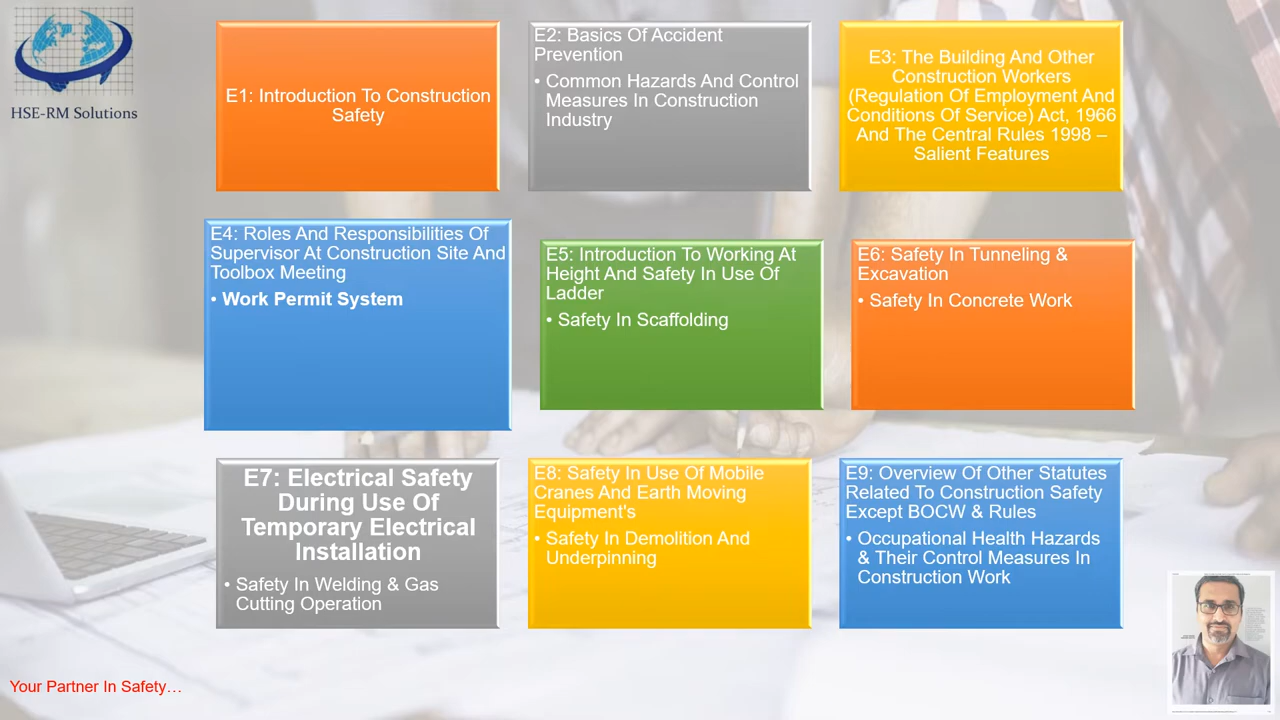 HSE-RM Solutions
E1: Introduction To Construction
Safety
E2: Basics Of Accident
Prevention
• Common Hazards And Control
Measures In Construction
Industry
E3: The Building And Other
Construction Workers
(Regulation Of Employment And
Conditions Of Service) Act, 1966
And The Central Rules 1998 –
Salient Features
E4: Roles And Responsibilities Of
Supervisor At Construction Site And
Toolbox Meeting
• Work Permit System
E5: Introduction To Working At
Height And Safety In Use Of
Ladder
• Safety In Scaffolding
E6: Safety In Tunneling &
Excavation
• Safety In Concrete Work
E7: Electrical Safety
During Use Of
Temporary Electrical
Installation
• Safety In Welding & Gas
Cutting Operation
E8: Safety In Use Of Mobile
Cranes And Earth Moving
Equipment's
• Safety In Demolition And
Underpinning
E9: Overview Of Other Statutes
Related To Construction Safety
Except BOCW & Rules
• Occupational Health Hazards
& Their Control Measures In
Construction Work
Your Partner In Safety…